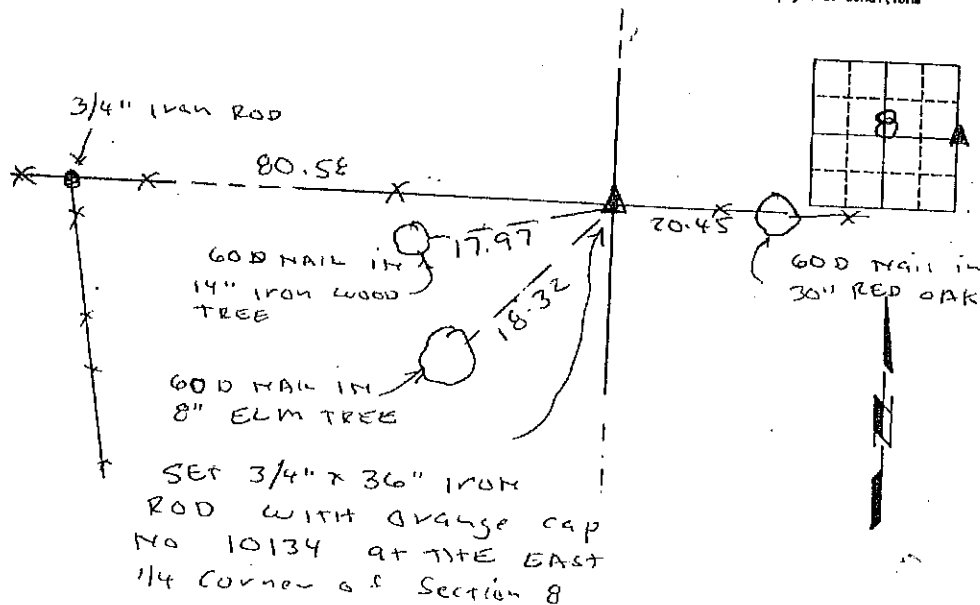 conditions
3/4" Iron ROD
80.58
8
17.97
20.45
60D NAIL IN
14" Iron WOOD
TREE
60D Nail in
30" RED OAK
18.32
60D NAIL IN
8" ELM TREE
SET 3/4" x 36" Iron
ROD WITH Orange cap
No 10134 at THE EAST
1/4 Corner of Section 8
N